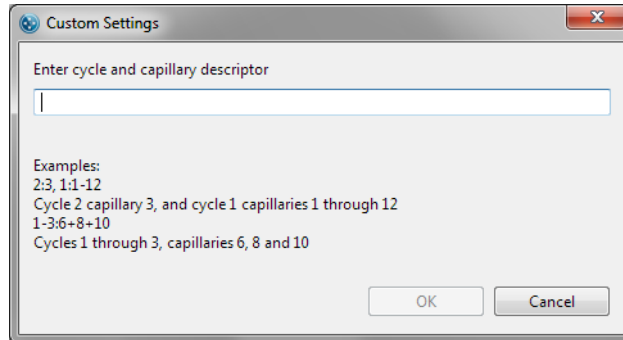 Custom Settings
Enter cycle and capillary descriptor
Examples:
2:3, 1:1-12
Cycle 2 capillary 3, and cycle 1 capillaries 1 through 12
1-3:6+8+10
Cycles 1 through 3, capillaries 6, 8 and 10
OK
Cancel